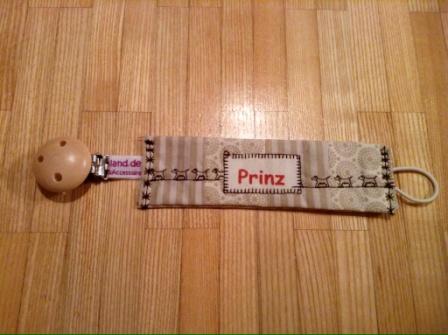 land.de
Accessoires
Prinz